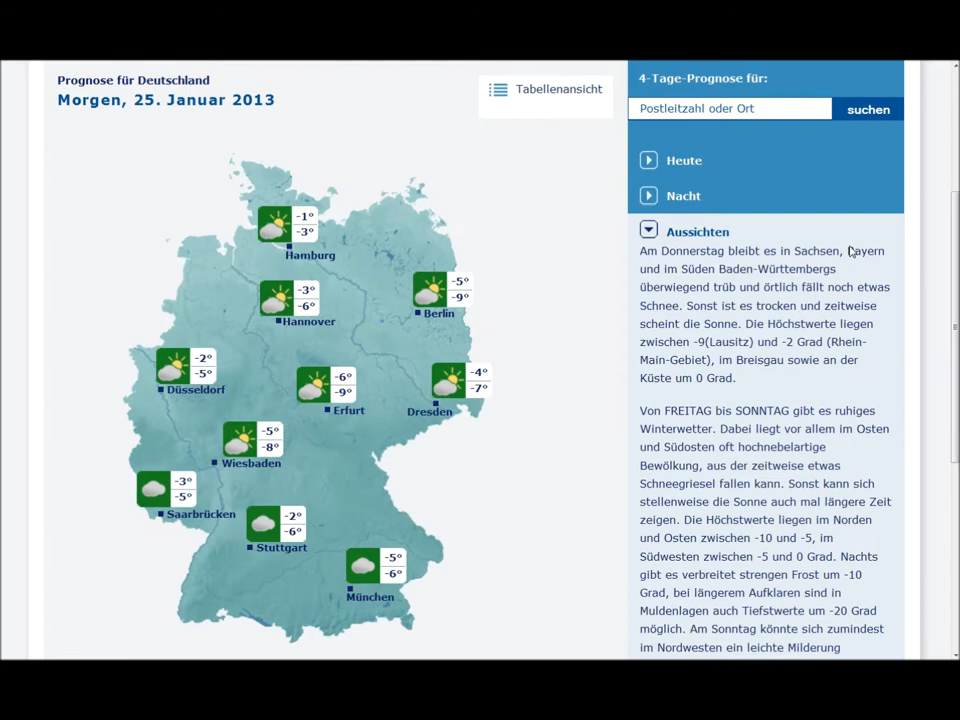 Prognose für Deutschland
Morgen, 25. Januar 2013
Tabellenansicht
-1°
-3°
Hamburg
-3°
-6°
Hannover
-5°
-9°
Berlin
-2°
-5°
Düsseldorf
-6°
-9°
Erfurt
-4°
-7°
Dresden
-5°
-8°
Wiesbaden
-3°
-5°
Saarbrücken
-2°
-6°
Stuttgart
-5°
-6°
München
4-Tage-Prognose für:
Postleitzahl oder Ort
suchen
Heute
Nacht
Aussichten
Am Donnerstag bleibt es in Sachsen, Bayern
und im Süden Baden-Württembergs
überwiegend trüb und örtlich fällt noch etwas
Schnee. Sonst ist es trocken und zeitweise
scheint die Sonne. Die Höchstwerte liegen
zwischen -9(Lausitz) und -2 Grad (Rhein-
Main-Gebiet), im Breisgau sowie an der
Küste um 0 Grad.
Von FREITAG bis SONNTAG gibt es ruhiges
Winterwetter. Dabei liegt vor allem im Osten
und Südosten oft hochnebelartige
Bewölkung, aus der zeitweise etwas
Schneegriesel fallen kann. Sonst kann sich
stellenweise die Sonne auch mal längere Zeit
zeigen. Die Höchstwerte liegen im Norden
und Osten zwischen -10 und -5, im
Südwesten zwischen -5 und 0 Grad. Nachts
gibt es verbreitet strengen Frost um -10
Grad, bei längerem Aufklaren sind in
Muldenlagen auch Tiefstwerte um -20 Grad
möglich. Am Sonntag könnte sich zumindest
im Nordwesten ein leichte Milderung